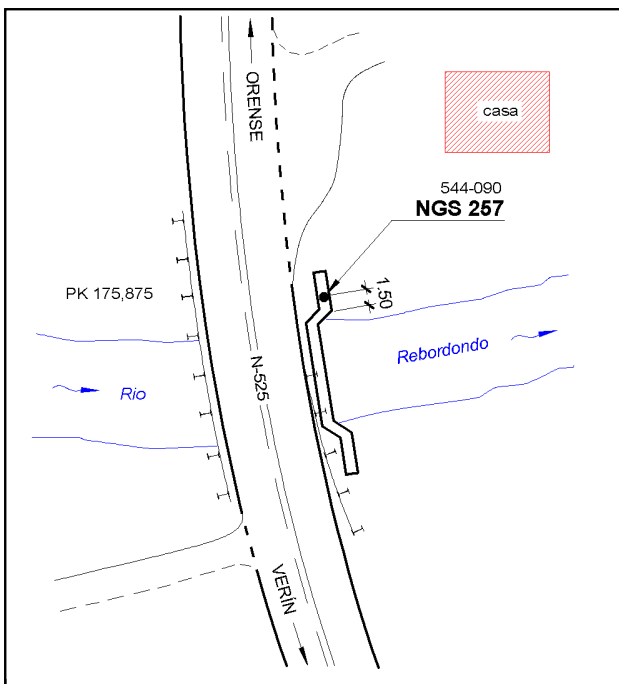 ORENSE
casa
544-090
NGS 257
1.50
PK 175,875
N-525
Rebordondo
Rio
VERÍN